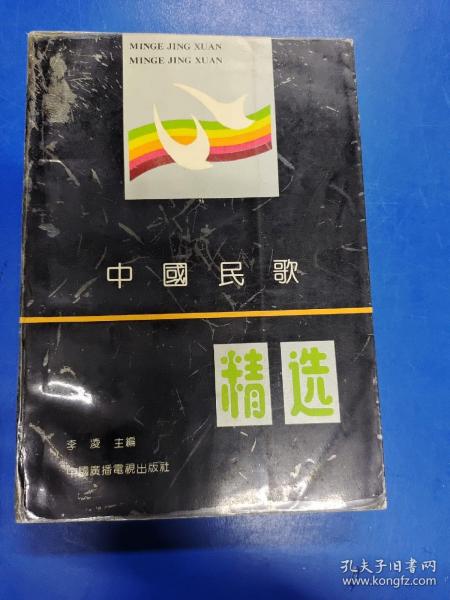 MINGE JING XUAN
MINGE JING XUAN
中國民歌
精选
李凌 主编
中國廣播電視出版社
孔夫子旧书网
www.kongfz.com